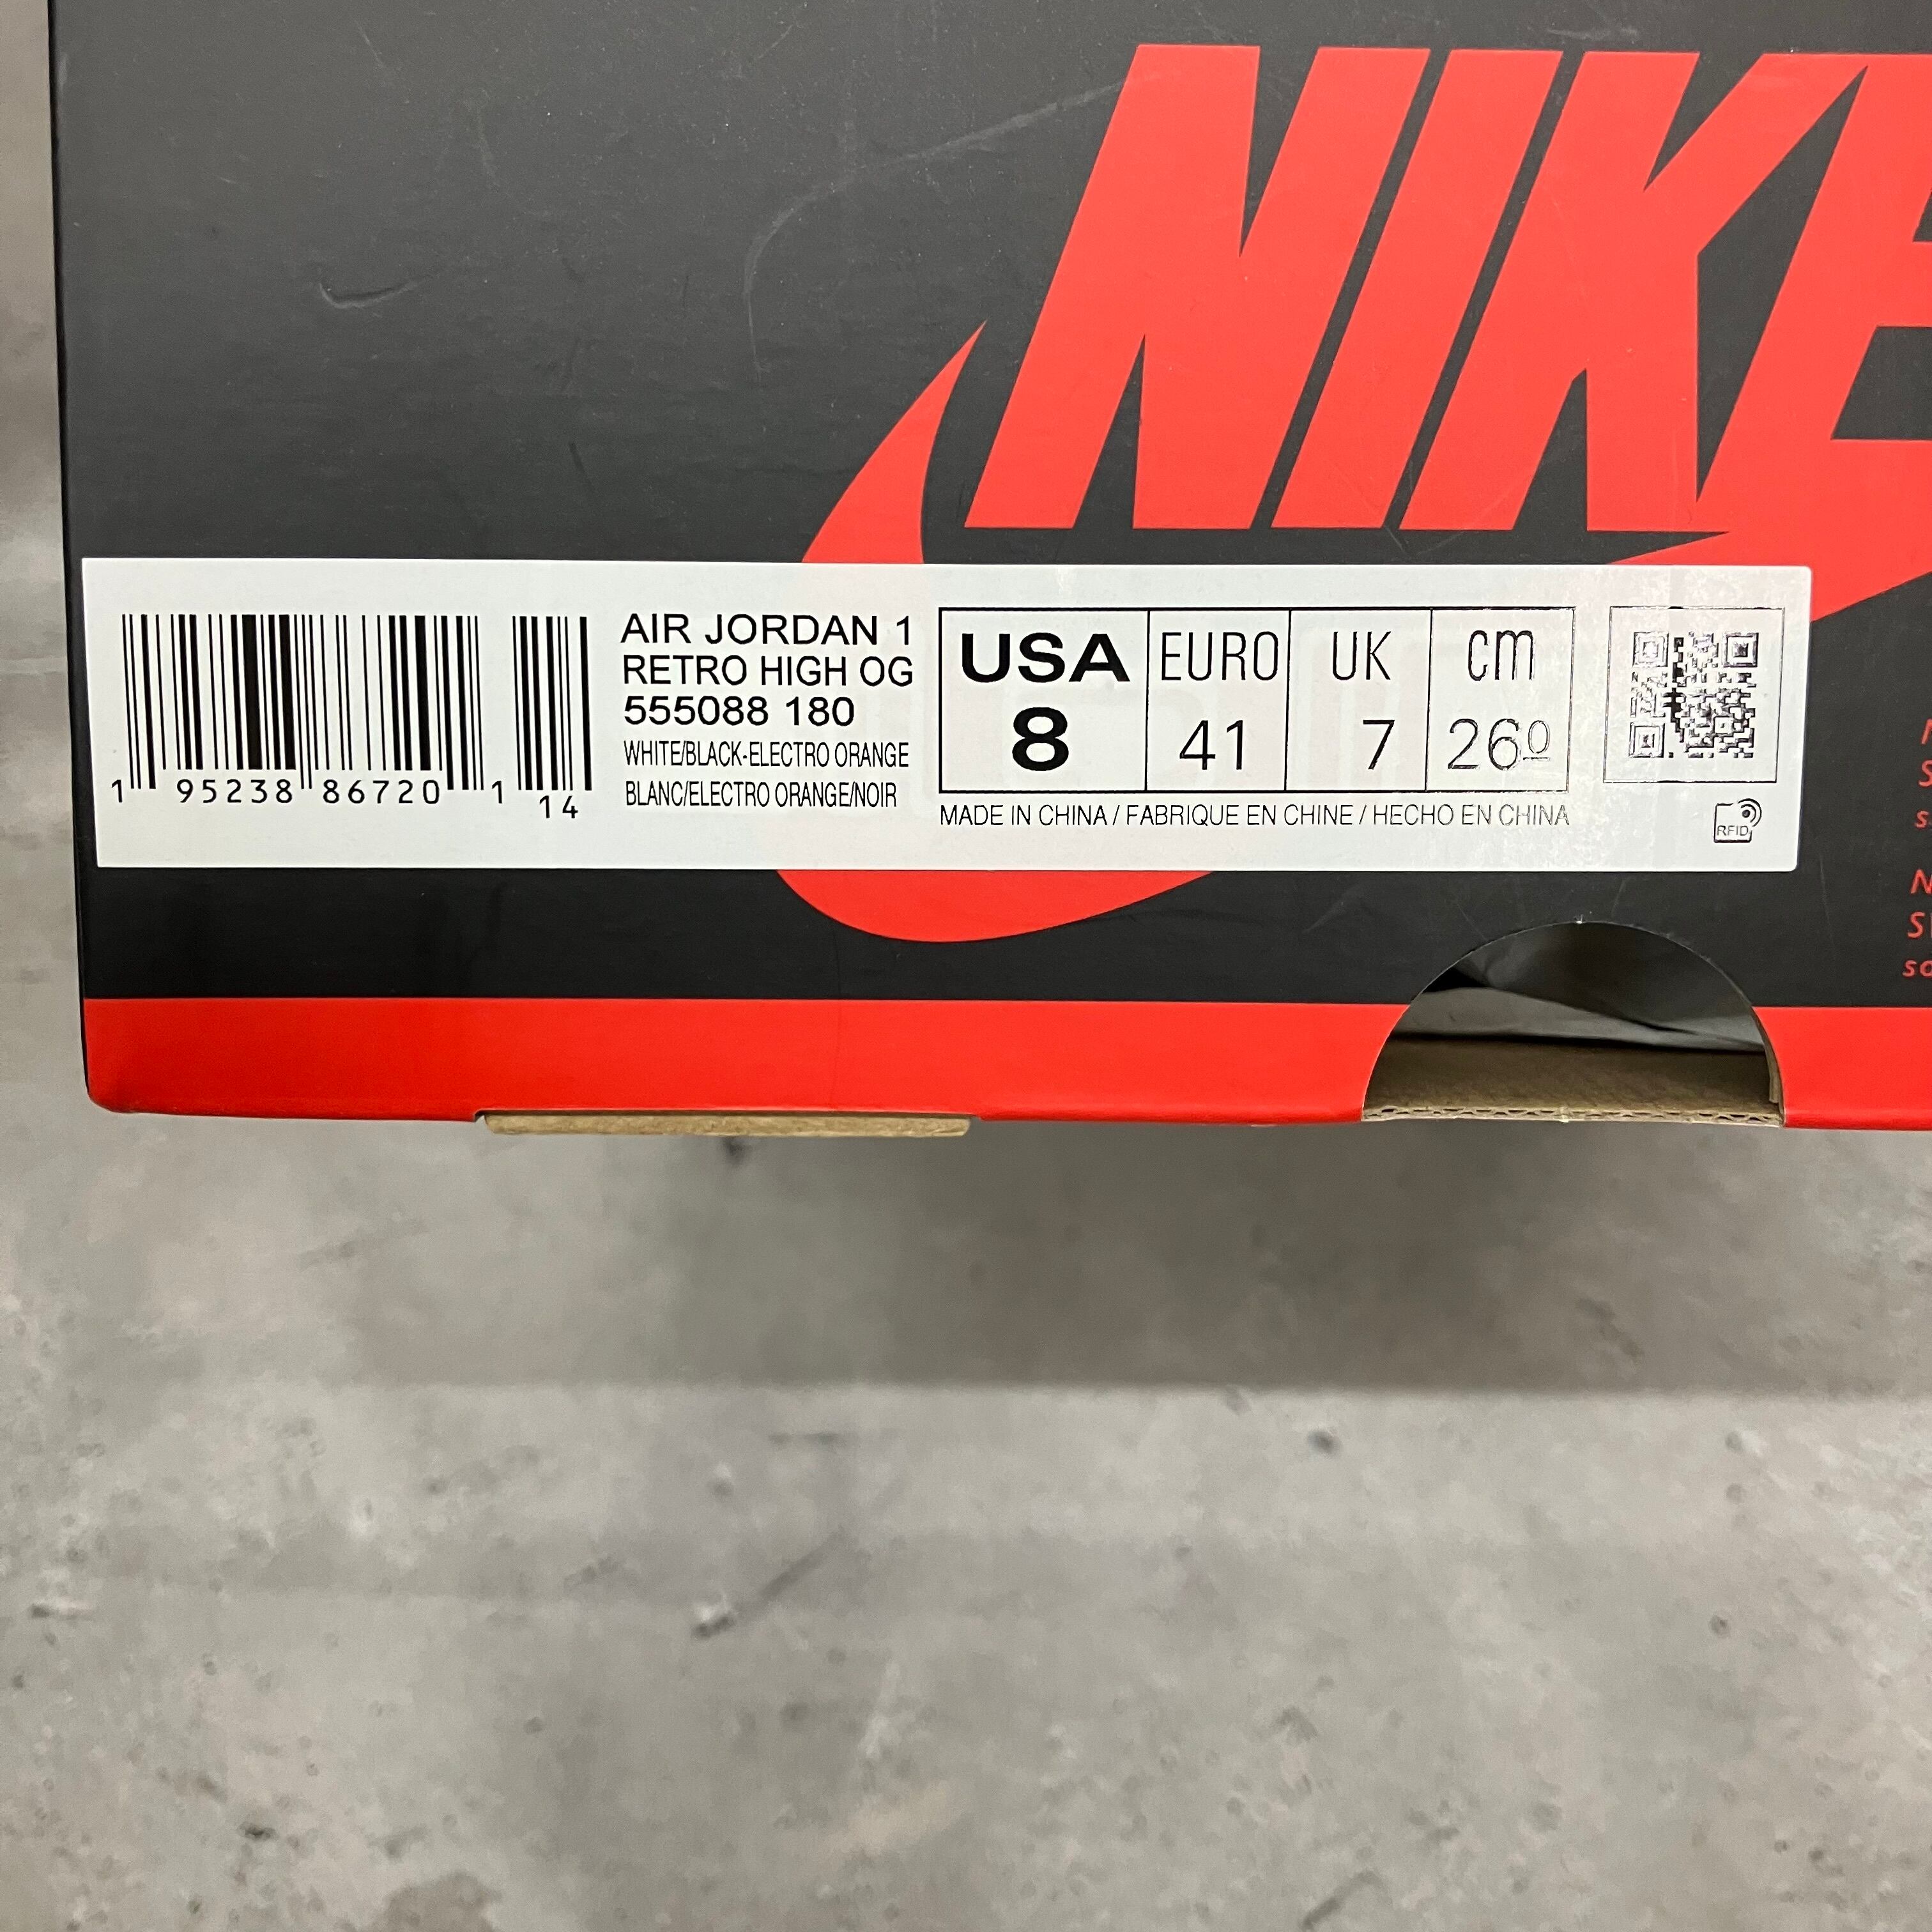 NIKE
AIR JORDAN 1
RETRO HIGH OG
555088 180
WHITE/BLACK-ELECTRO ORANGE
BLANC/ELECTRO ORANGE/NOIR
1 95238 86720 1 14
USA EURO UK cm
8 41 7 260
MADE IN CHINA / FABRIQUE EN CHINE / HECHO EN CHINA
RFID